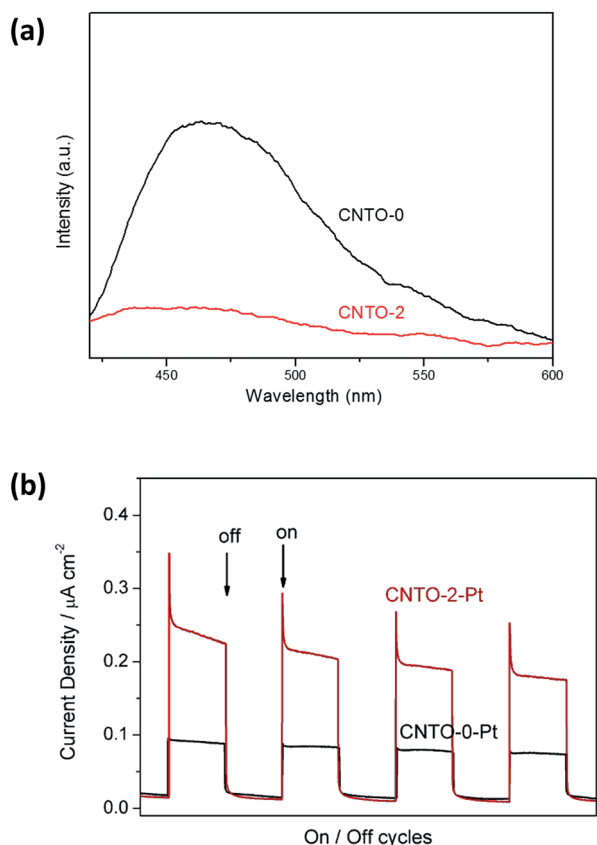 (a)
Intensity (a.u.)
CNTO-0
CNTO-2
450 500 550 600
Wavelength (nm)
(b)
Current Density / μA cm⁻²
0.4
0.3
0.2
0.1
0.0
off on
CNTO-2-Pt
CNTO-0-Pt
On / Off cycles